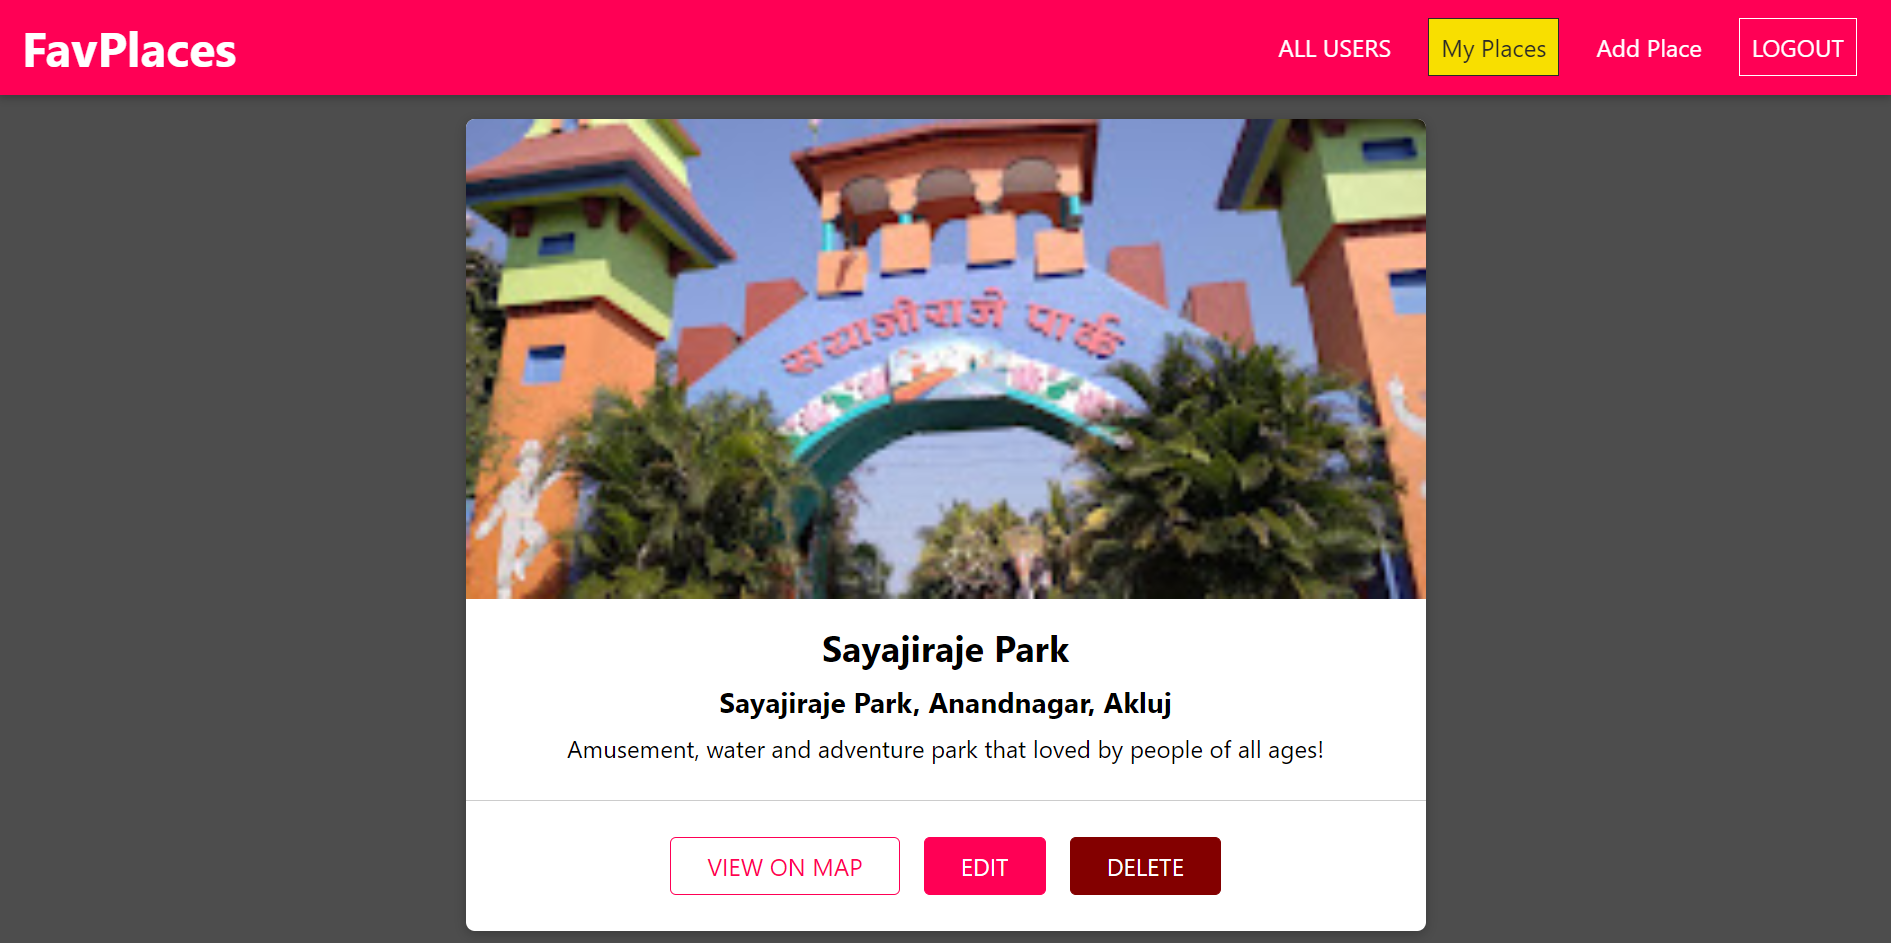 FavPlaces
ALL USERS
My Places
Add Place
LOGOUT
सयाजीराजे पार्क
Sayajiraje Park
Sayajiraje Park, Anandnagar, Akluj
Amusement, water and adventure park that loved by people of all ages!
VIEW ON MAP
EDIT
DELETE